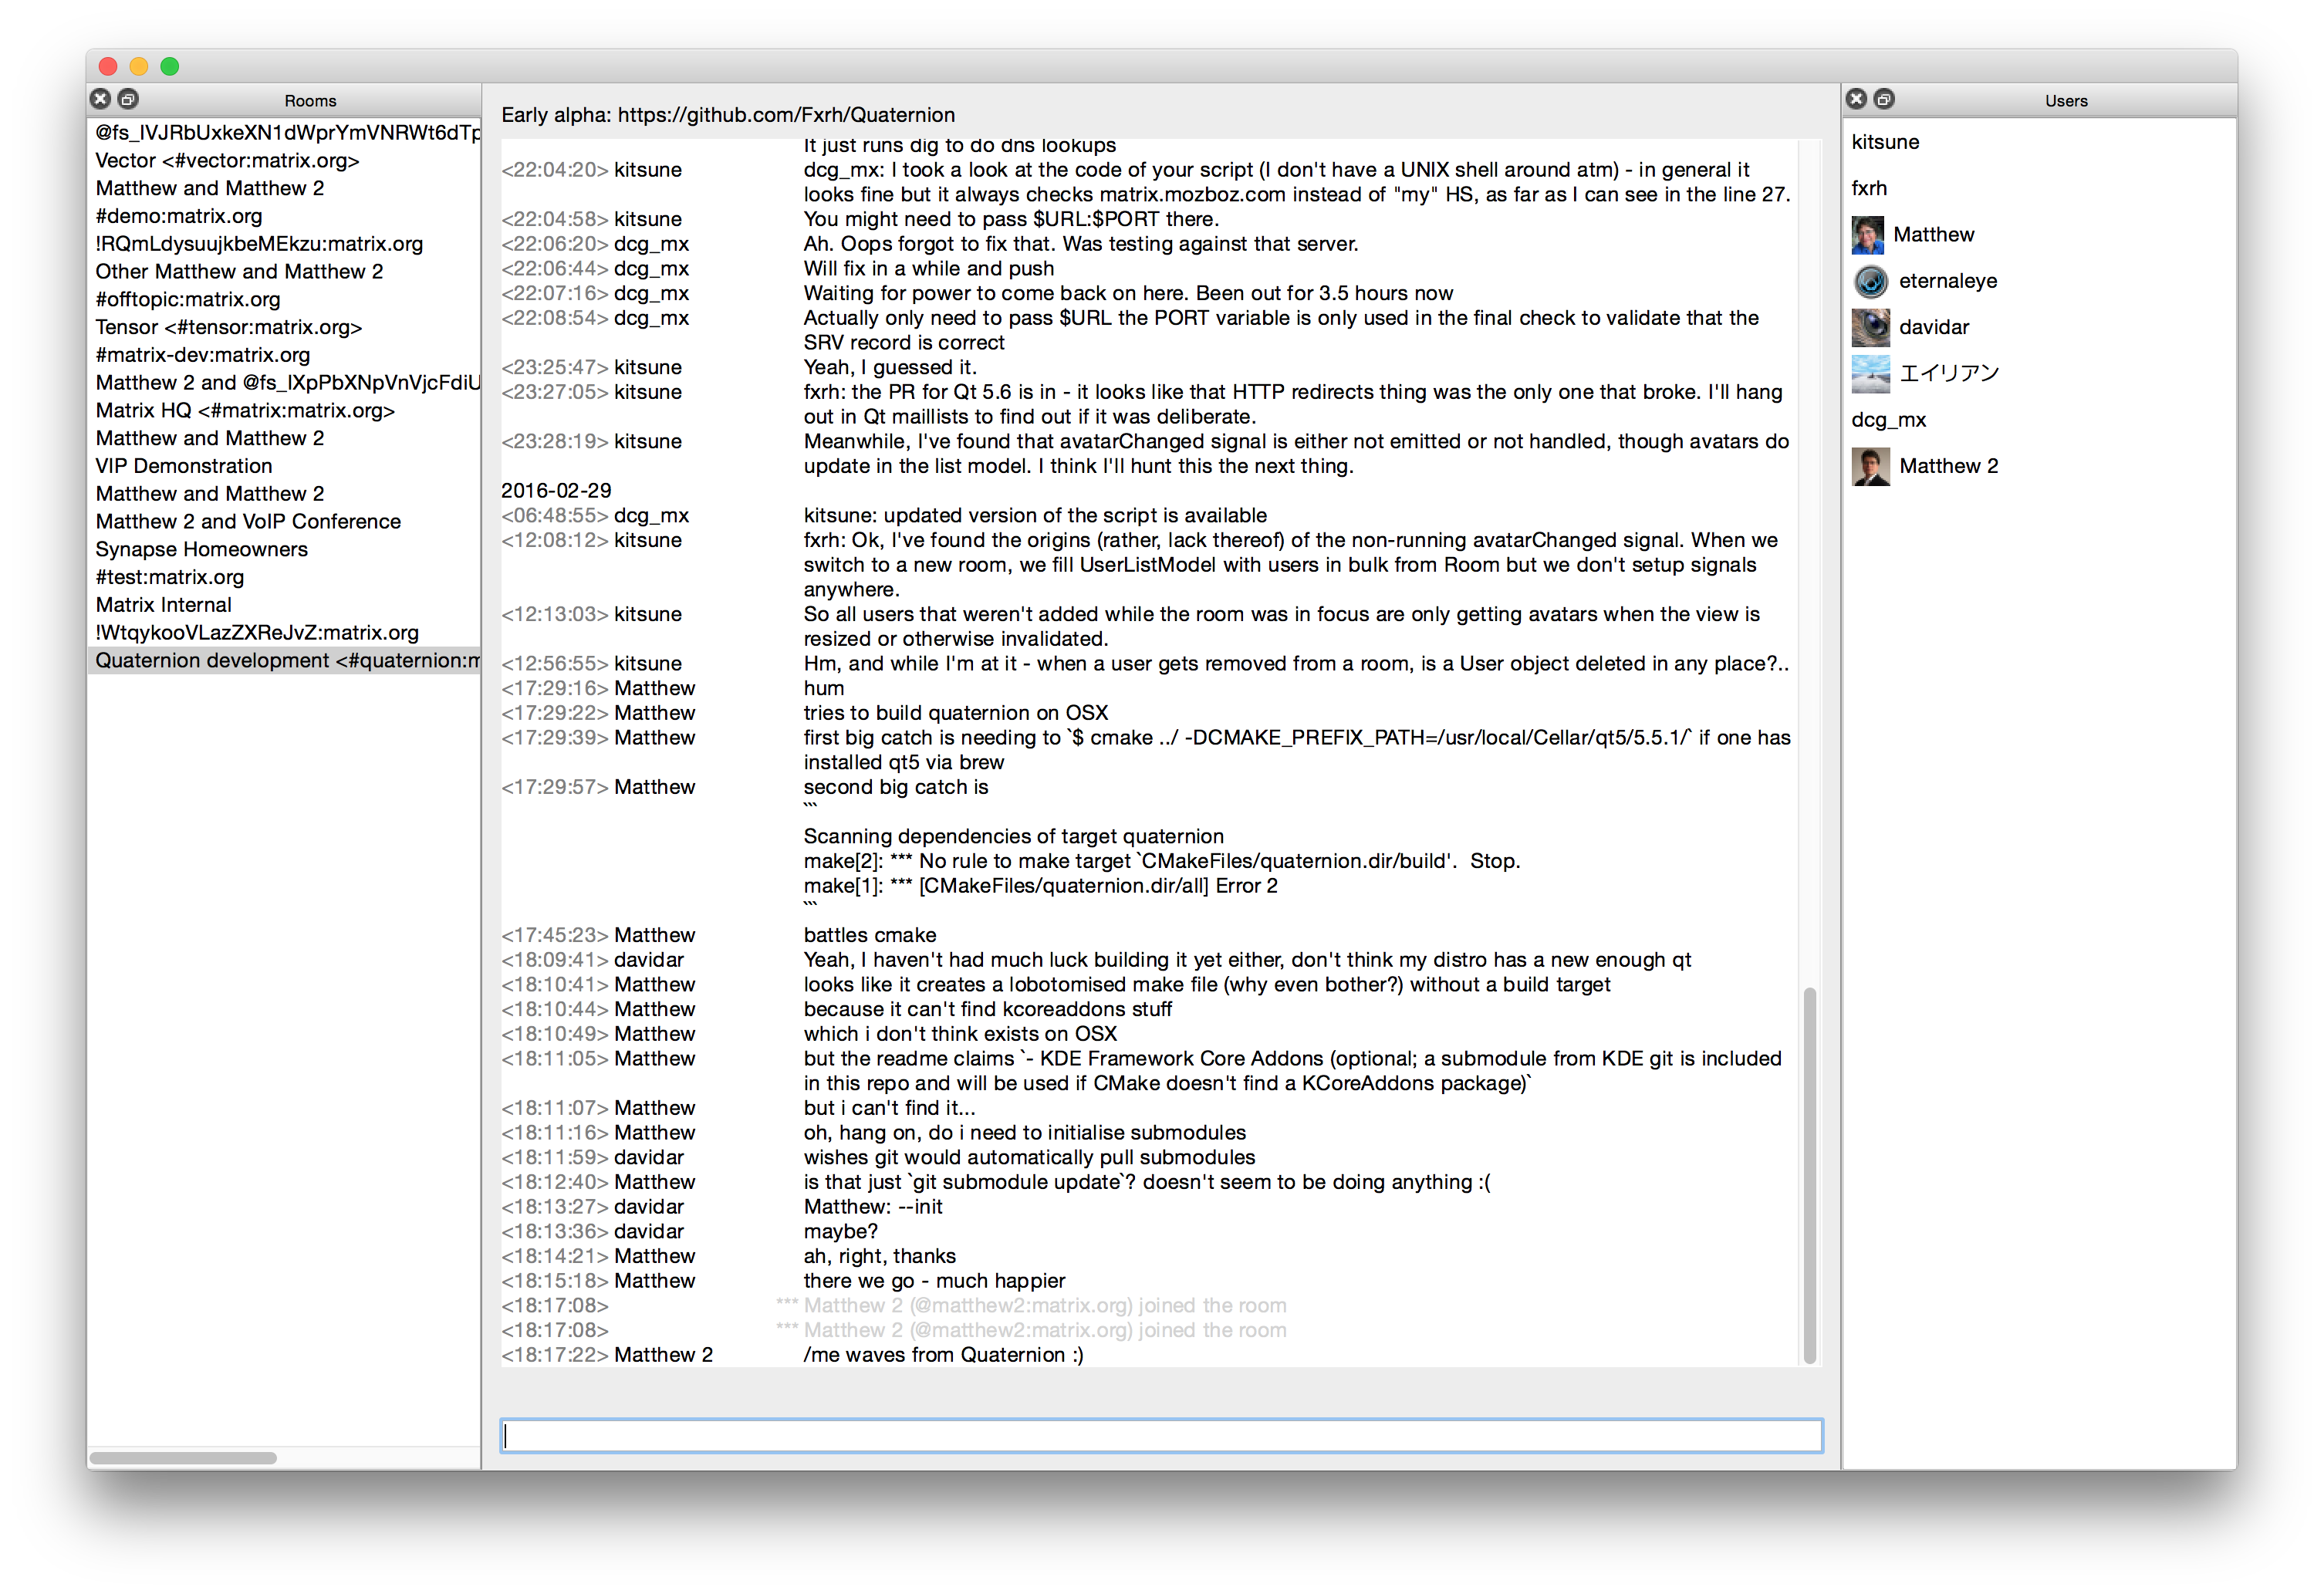 Rooms
@fs_IVJRbUxkeXN1dWprYmVNRWt6dTp
Vector <#vector:matrix.org>
Matthew and Matthew 2
#demo:matrix.org
!RQmLdysuujkbeMEkzu:matrix.org
Other Matthew and Matthew 2
#offtopic:matrix.org
Tensor <#tensor:matrix.org>
#matrix-dev:matrix.org
Matthew 2 and @fs_IXpPbXNpVnVjcFdiU
Matrix HQ <#matrix:matrix.org>
Matthew and Matthew 2
VIP Demonstration
Matthew and Matthew 2
Matthew 2 and VoIP Conference
Synapse Homeowners
#test:matrix.org
Matrix Internal
!WtqykooVLazZXReJvZ:matrix.org
Quaternion development <#quaternion:m
Early alpha: https://github.com/Fxrh/Quaternion
It just runs dig to do dns lookups
<22:04:20> kitsune dcg_mx: I took a look at the code of your script (I don't have a UNIX shell around atm) - in general it
looks fine but it always checks matrix.mozboz.com instead of "my" HS, as far as I can see in the line 27.
<22:04:58> kitsune You might need to pass $URL:$PORT there.
<22:06:20> dcg_mx Ah. Oops forgot to fix that. Was testing against that server.
<22:06:44> dcg_mx Will fix in a while and push
<22:07:16> dcg_mx Waiting for power to come back on here. Been out for 3.5 hours now
<22:08:54> dcg_mx Actually only need to pass $URL the PORT variable is only used in the final check to validate that the
SRV record is correct
<23:25:47> kitsune Yeah, I guessed it.
<23:27:05> kitsune fxrh: the PR for Qt 5.6 is in - it looks like that HTTP redirects thing was the only one that broke. I'll hang
out in Qt maillists to find out if it was deliberate.
<23:28:19> kitsune Meanwhile, I've found that avatarChanged signal is either not emitted or not handled, though avatars do
update in the list model. I think I'll hunt this the next thing.
2016-02-29
<06:48:55> dcg_mx kitsune: updated version of the script is available
<12:08:12> kitsune fxrh: Ok, I've found the origins (rather, lack thereof) of the non-running avatarChanged signal. When we
switch to a new room, we fill UserListModel with users in bulk from Room but we don't setup signals
anywhere.
<12:13:03> kitsune So all users that weren't added while the room was in focus are only getting avatars when the view is
resized or otherwise invalidated.
<12:56:55> kitsune Hm, and while I'm at it - when a user gets removed from a room, is a User object deleted in any place?..
<17:29:16> Matthew hum
<17:29:22> Matthew tries to build quaternion on OSX
<17:29:39> Matthew first big catch is needing to `$ cmake ../ -DCMAKE_PREFIX_PATH=/usr/local/Cellar/qt5/5.5.1/` if one has
installed qt5 via brew
<17:29:57> Matthew second big catch is
```
Scanning dependencies of target quaternion
make[2]: *** No rule to make target `CMakeFiles/quaternion.dir/build'.  Stop.
make[1]: *** [CMakeFiles/quaternion.dir/all] Error 2
```
<17:45:23> Matthew battles cmake
<18:09:41> davidar Yeah, I haven't had much luck building it yet either, don't think my distro has a new enough qt
<18:10:41> Matthew looks like it creates a lobotomised make file (why even bother?) without a build target
<18:10:44> Matthew because it can't find kcoreaddons stuff
<18:10:49> Matthew which i don't think exists on OSX
<18:11:05> Matthew but the readme claims `- KDE Framework Core Addons (optional; a submodule from KDE git is included
in this repo and will be used if CMake doesn't find a KCoreAddons package)`
<18:11:07> Matthew but i can't find it...
<18:11:16> Matthew oh, hang on, do i need to initialise submodules
<18:11:59> davidar wishes git would automatically pull submodules
<18:12:40> Matthew is that just `git submodule update`? doesn't seem to be doing anything :(
<18:13:27> davidar Matthew: --init
<18:13:36> davidar maybe?
<18:14:21> Matthew ah, right, thanks
<18:15:18> Matthew there we go - much happier
<18:17:08> *** Matthew 2 (@matthew2:matrix.org) joined the room
<18:17:08> *** Matthew 2 (@matthew2:matrix.org) joined the room
<18:17:22> Matthew 2 /me waves from Quaternion :)
Users
kitsune
fxrh
Matthew
eternaleye
davidar
エイリアン
dcg_mx
Matthew 2